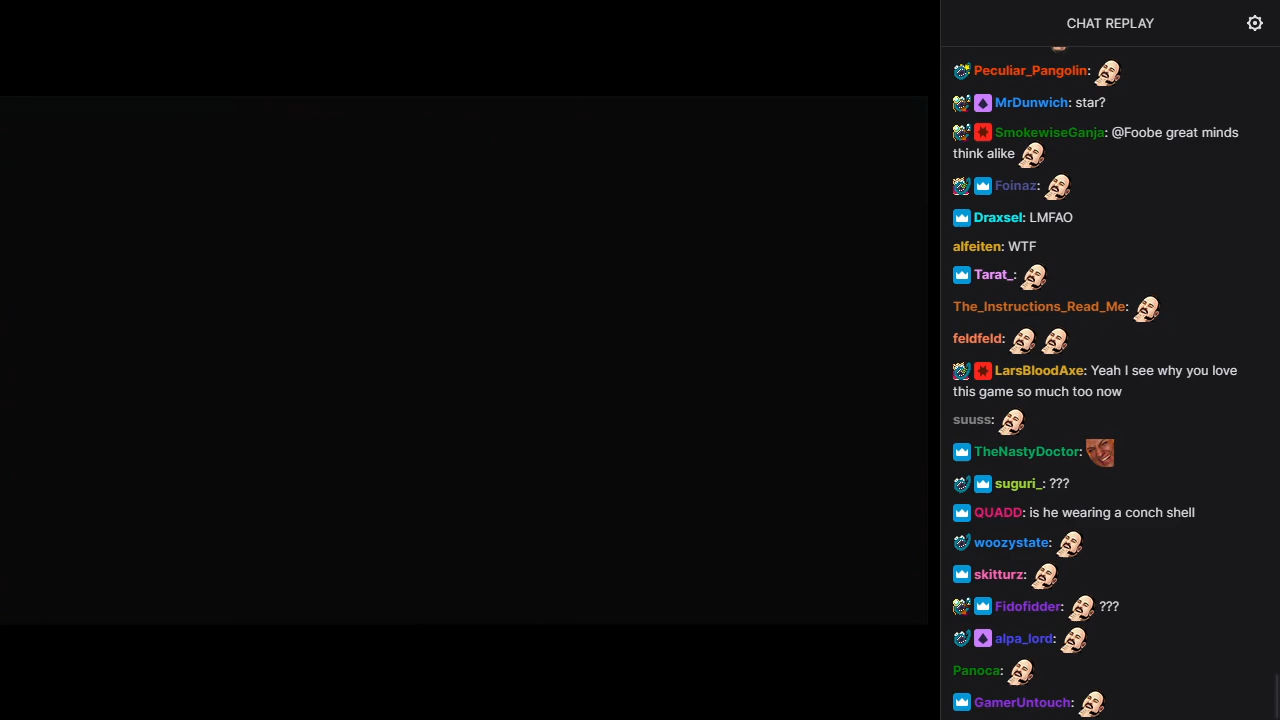 CHAT REPLAY
Peculiar_Pangolin:
MrDunwich: star?
SmokewiseGanja: @Foobe great minds
think alike
Foinaz:
Draxsel: LMFAO
alfeiten: WTF
Tarat_:
The_Instructions_Read_Me:
feldfeld:
LarsBloodAxe: Yeah I see why you love
this game so much too now
suuss:
TheNastyDoctor:
suguri_: ???
QUADD: is he wearing a conch shell
woozystate:
skitturz:
Fidofidder: ???
alpa_lord:
Panoca:
GamerUntouch: